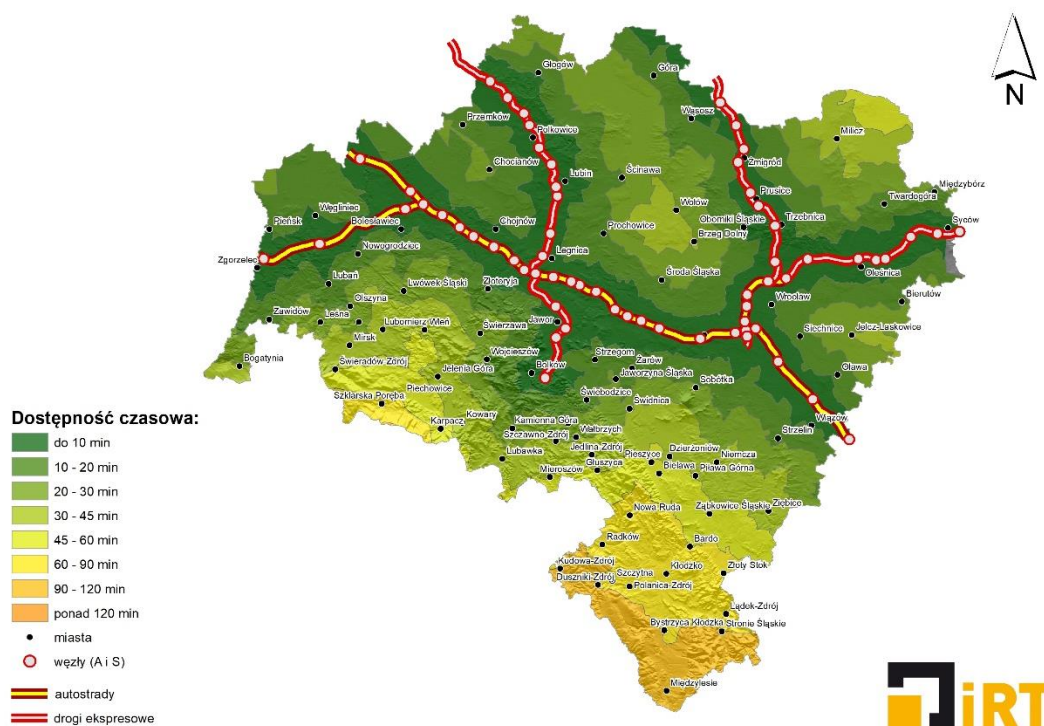 N
Głogów
Góra
Wąsosz
Przemków
Polkowice
Milicz
Żmigród
Chocianów
Lubin
Ścinawa
Prusice
Międzybórz
Twardogóra
Węgliniec
Pieńsk
Bolesławiec
Chojnów
Wołów
Oborniki Śląskie
Trzebnica
Syców
Prochowice
Brzeg Dolny
Nowogrodziec
Legnica
Zgorzelec
Oleśnica
Lubań
Złotoryja
Środa Śląska
Lwówek Śląski
Wrocław
Bierutów
Olszyna
Zawidów
Leśna
Lubomierz
Wleń
Świerzawa
Jawor
Siechnice
Jelcz-Laskowice
Mirsk
Bogatynia
Świeradów Zdrój
Wojcieszów
Bolków
Strzegom
Żarów
Jaworzyna Śląska
Oława
Jelenia Góra
Sobótka
Piechowice
Szklarska Poręba
Świebodzice
Świdnica
Dostępność czasowa:
do 10 min
10 - 20 min
20 - 30 min
30 - 45 min
45 - 60 min
60 - 90 min
90 - 120 min
ponad 120 min
miasta
węzły (A i S)
autostrady
drogi ekspresowe
Kowary
Karpacz
Kamienna Góra
Wałbrzych
Szczawno-Zdrój
Wiązów
Strzelin
Lubawka
Jedlina Zdrój
Głuszyca
Mieroszów
Pieszyce
Dzierżoniów
Bielawa
Niemcza
Piława Górna
Nowa Ruda
Ząbkowice Śląskie
Ziębice
Radków
Bardo
Kudowa-Zdrój
Szczytna
Kłodzko
Złoty Stok
Duszniki-Zdrój
Polanica-Zdrój
Lądek-Zdrój
Bystrzyca Kłodzka
Stronie Śląskie
Międzylesie
iRT